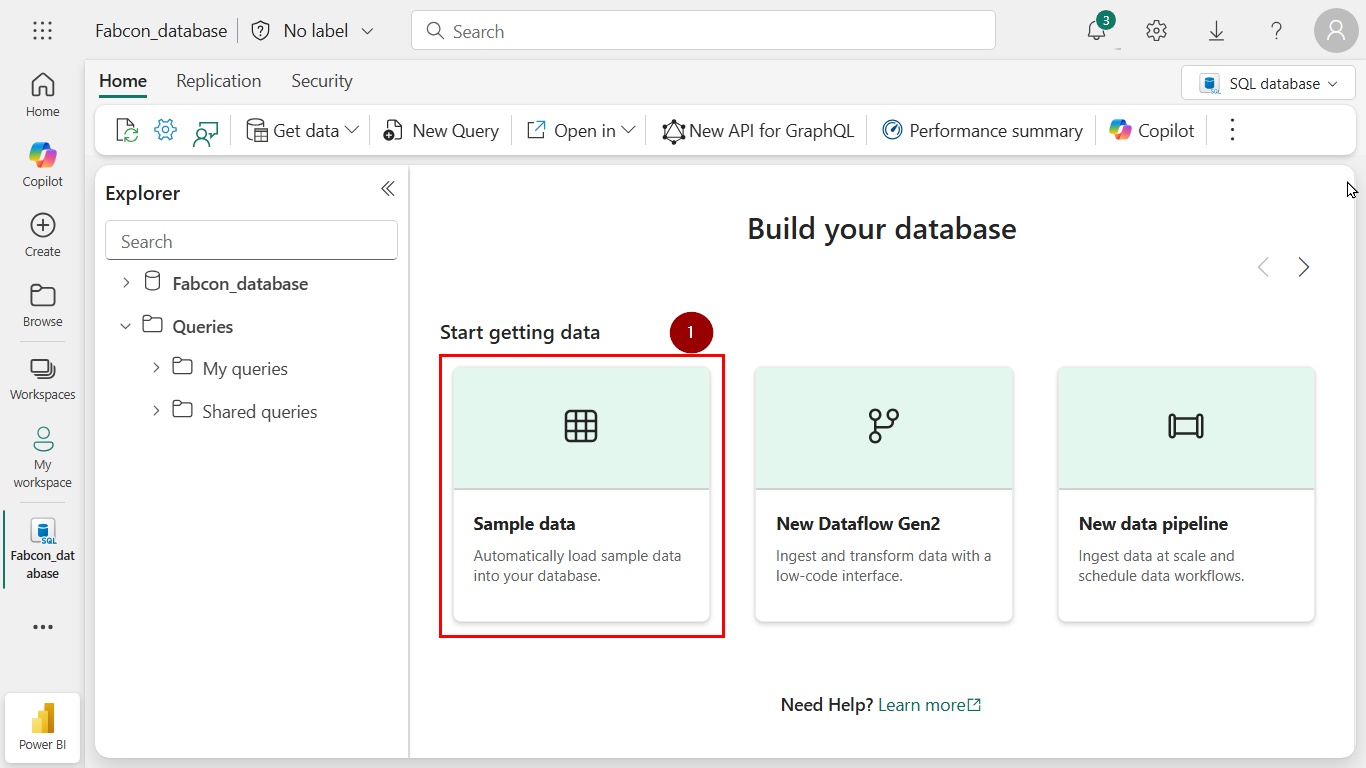 Fabcon_database
No label
Search
3
Home
Replication
Security
SQL database
Get data
New Query
Open in
New API for GraphQL
Performance summary
Copilot
Home
Copilot
Create
Browse
Workspaces
My
workspace
SQL
Fabcon_dat
abase
Power BI
Explorer
Search
Fabcon_database
Queries
My queries
Shared queries
Build your database
Start getting data
1
Sample data
Automatically load sample data
into your database.
New Dataflow Gen2
Ingest and transform data with a
low-code interface.
New data pipeline
Ingest data at scale and
schedule data workflows.
Need Help? Learn more